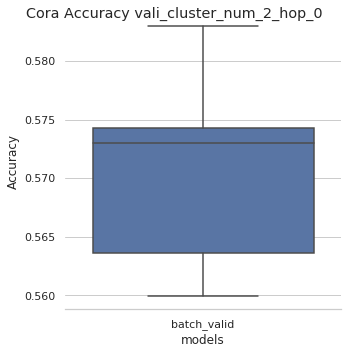 Cora Accuracy vali_cluster_num_2_hop_0
0.580
0.575
0.570
0.565
0.560
Accuracy
batch_valid
models